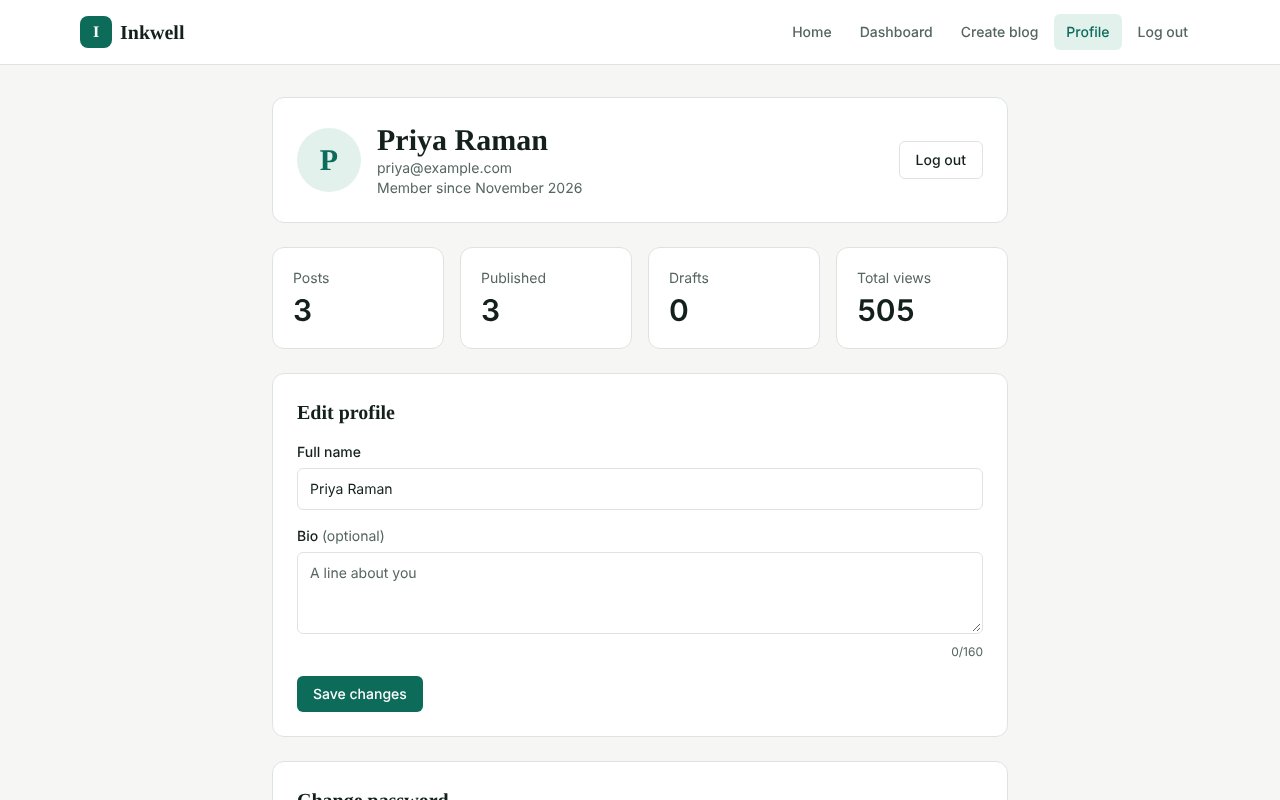 I Inkwell Home Dashboard Create blog Profile Log out
P
Priya Raman
priya@example.com
Member since November 2026
Log out
Posts
3
Published
3
Drafts
0
Total views
505
Edit profile
Full name
Priya Raman
Bio (optional)
A line about you
0/160
Save changes
Change password